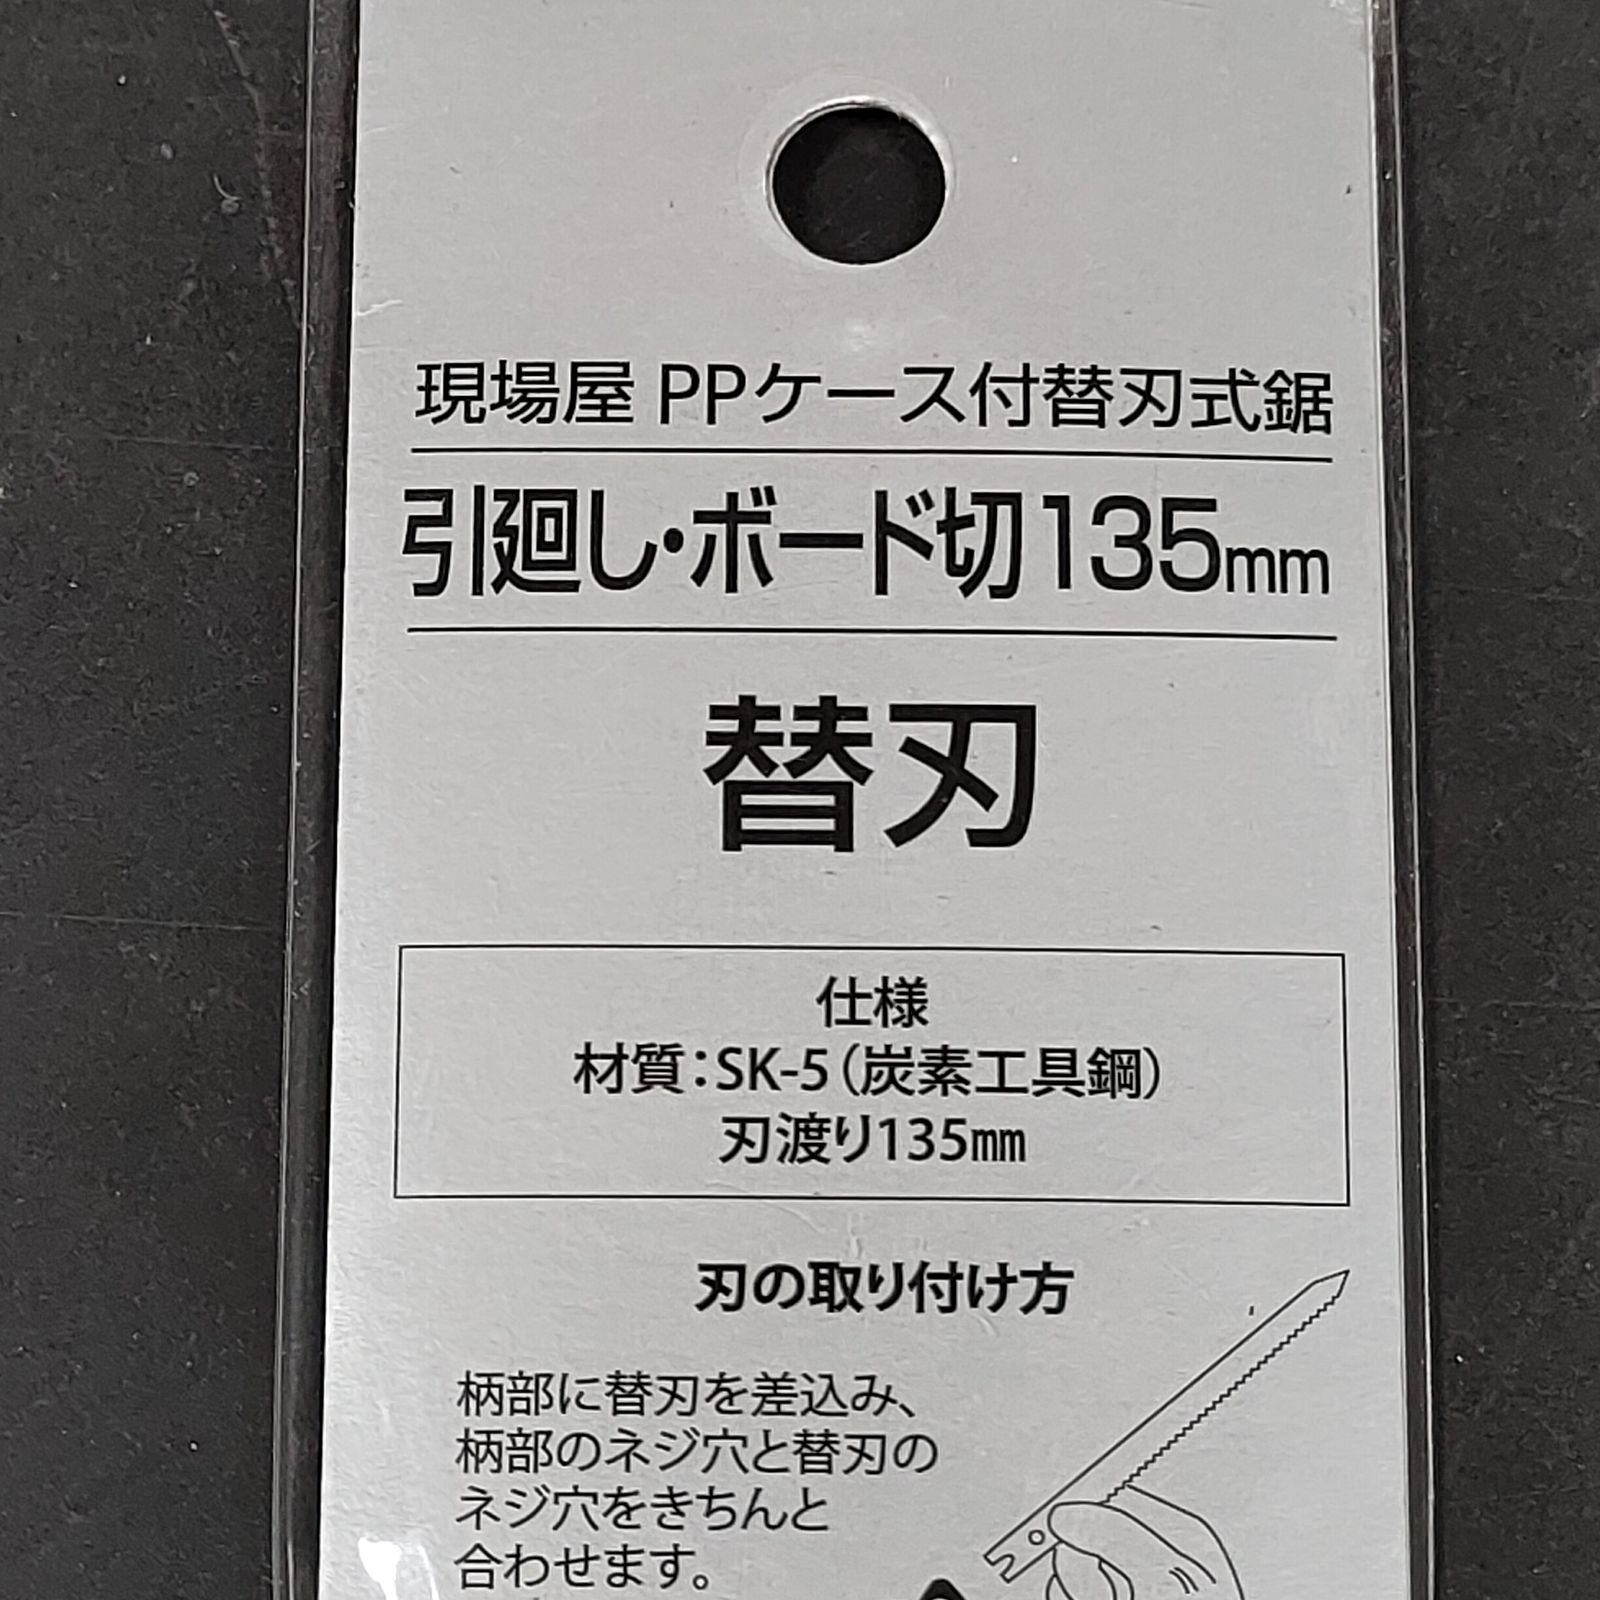 現場屋 PPケース付替刃式鋸
引廻し・ボード切135mm
替刃
仕様
材質：SK-5（炭素工具鋼）
刃渡り135㎜
刃の取り付け方
柄部に替刃を差込み、
柄部のネジ穴と替刃の
ネジ穴をきちんと
合わせます。